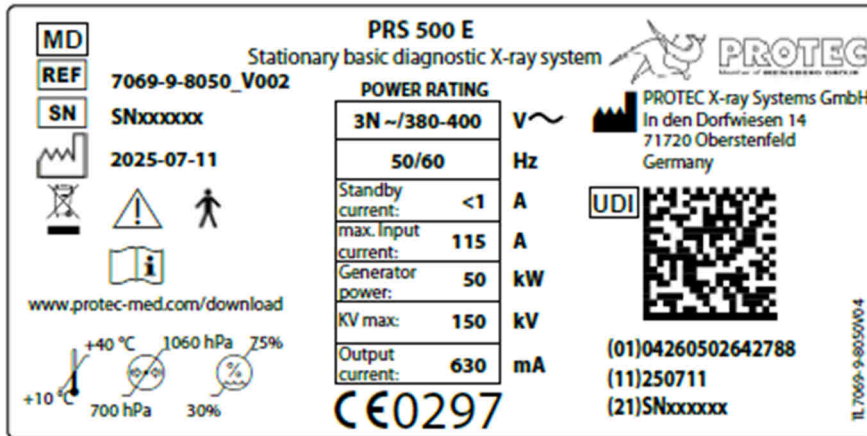 MD
PRS 500 E
Stationary basic diagnostic X-ray system
PROTEC
REF 7069-9-8050_V002
SN SNxxxxxx
2025-07-11
www.protec-med.com/download
+40 °C
+10 °C
1060 hPa
700 hPa
75%
%
30%
POWER RATING
3N ~/380-400 V~
50/60 Hz
Standby current: <1 A
max. Input current: 115 A
Generator power: 50 kW
KV max: 150 kV
Output current: 630 mA
CE0297
PROTEC X-ray Systems GmbH
In den Dorfwiesen 14
71720 Oberstenfeld
Germany
UDI
(01)04260502642788
(11)250711
(21)SNxxxxxx